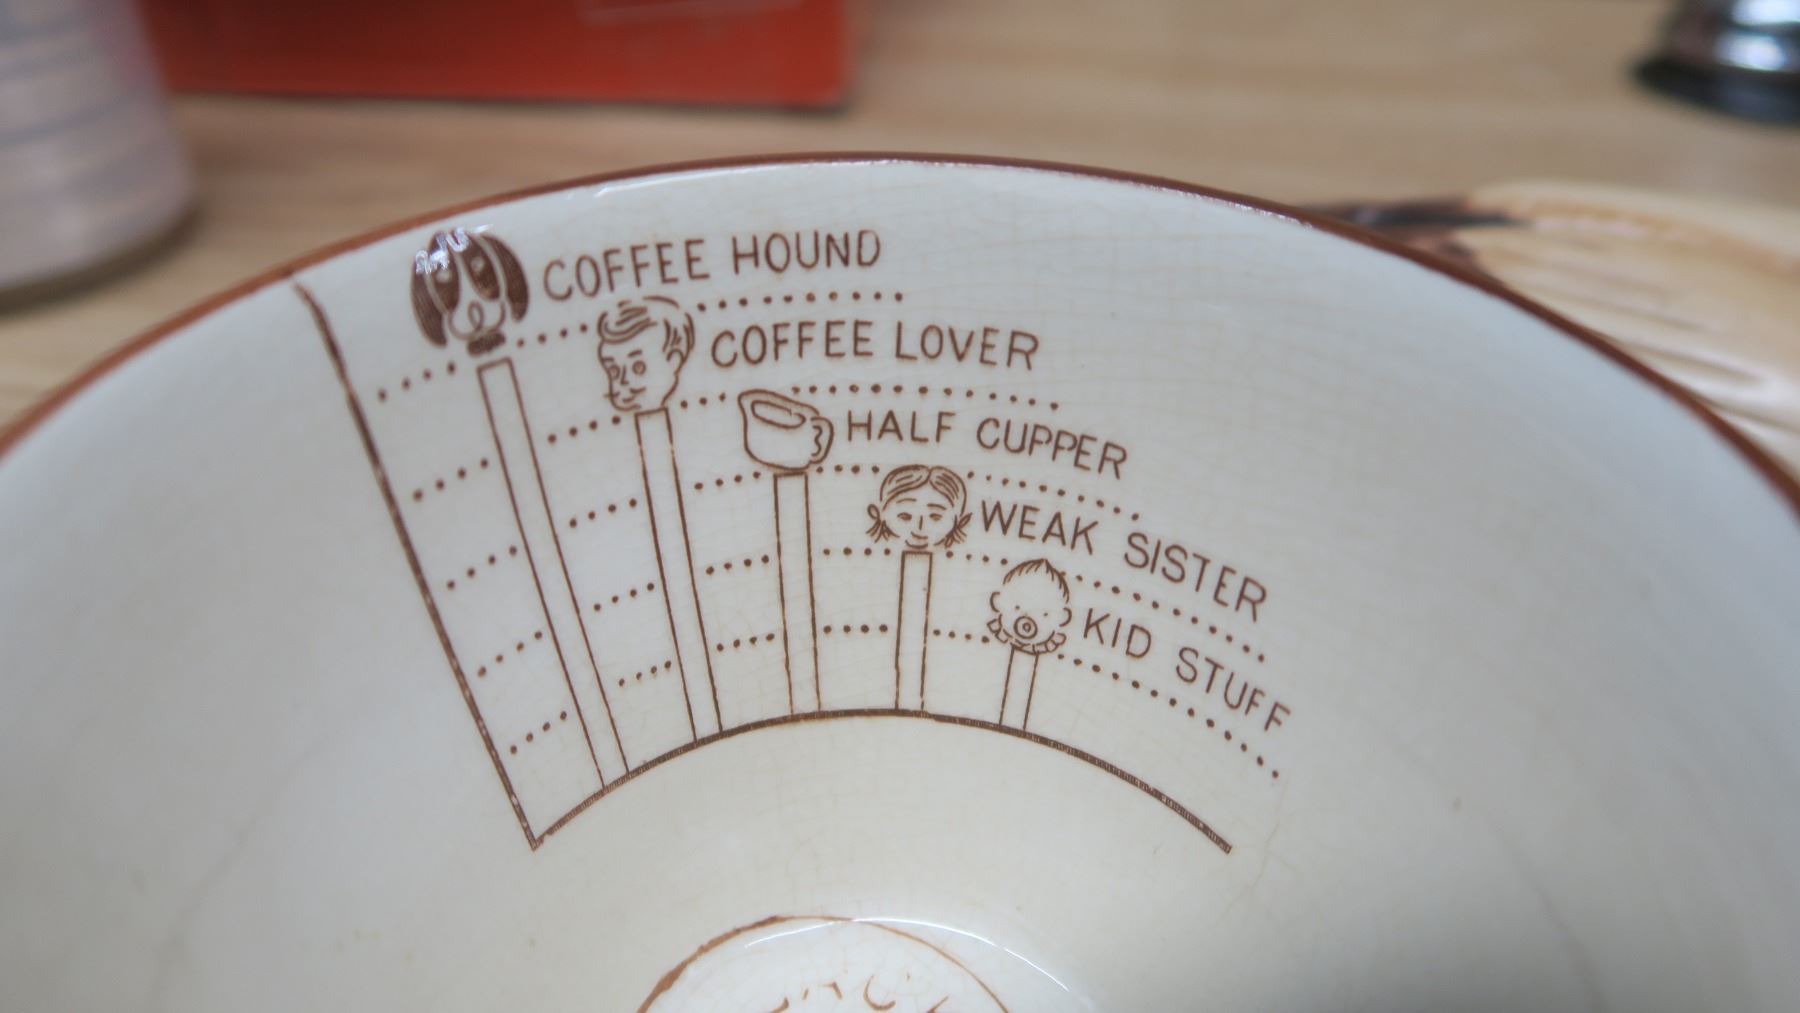 COFFEE HOUND
COFFEE LOVER
HALF CUPPER
WEAK SISTER
KID STUFF